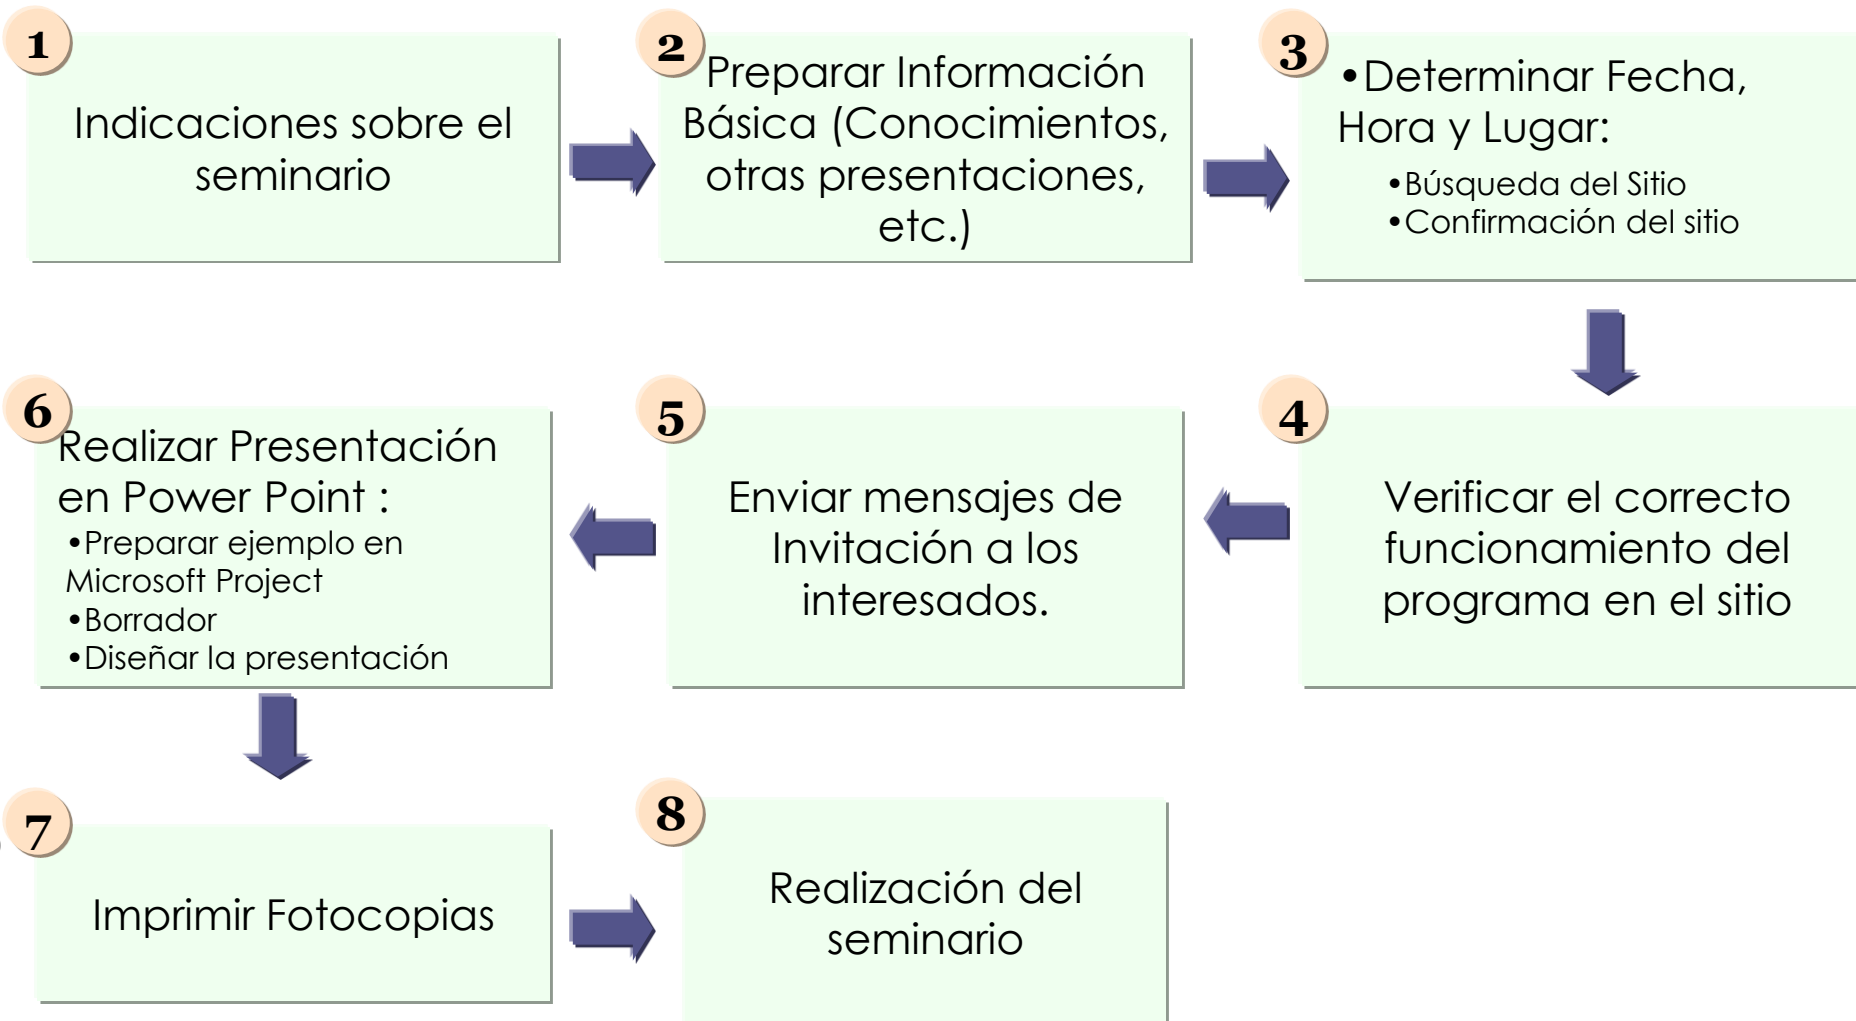 1
Indicaciones sobre el
seminario
2
Preparar Información
Básica (Conocimientos,
otras presentaciones,
etc.)
3
•Determinar Fecha,
Hora y Lugar:
•Búsqueda del Sitio
•Confirmación del sitio
4
Verificar el correcto
funcionamiento del
programa en el sitio
5
Enviar mensajes de
Invitación a los
interesados.
6
Realizar Presentación
en Power Point :
•Preparar ejemplo en
Microsoft Project
•Borrador
•Diseñar la presentación
7
Imprimir Fotocopias
8
Realización del
seminario